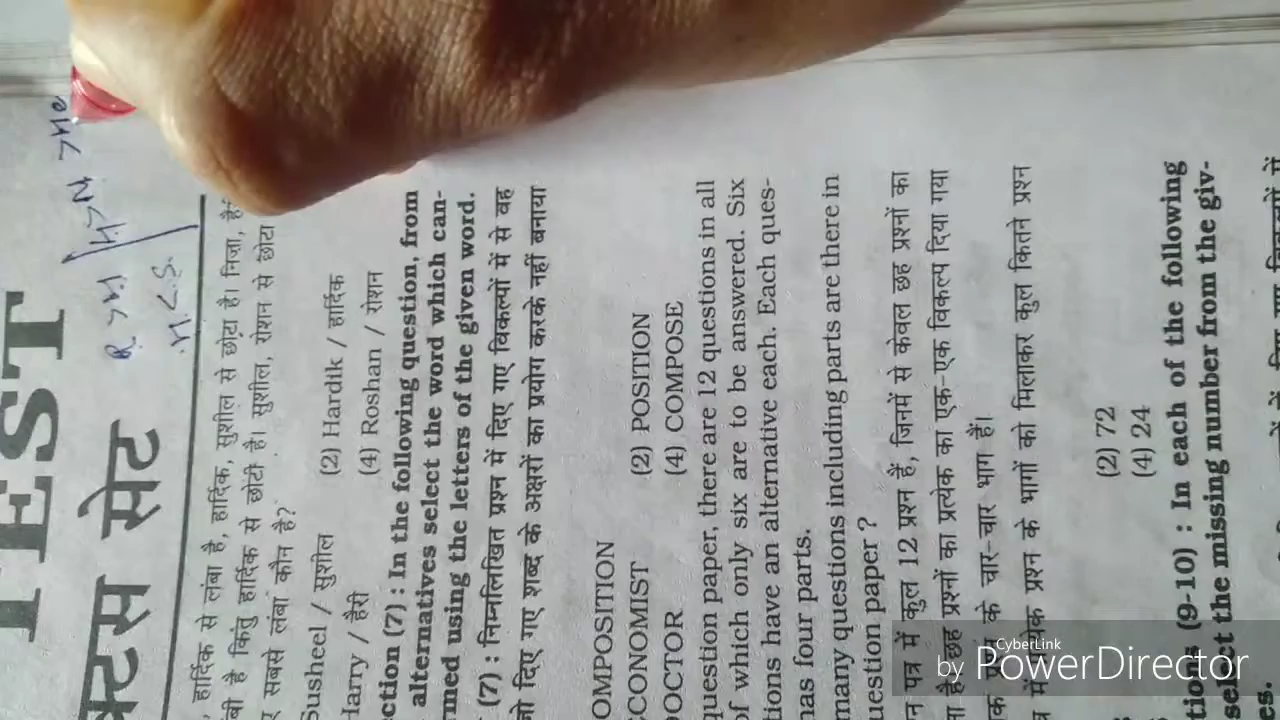 TEST
क्टिस सेट
R > H
H > N > He
H < S.
, हार्दिक से लंबा है, हार्दिक, सुशील से छोटा है। निजा, है-
बी है किंतु हार्दिक से छोटी है। सुशील, रोशन से छोटा
सबसे लंबा कौन है?
Susheel / सुशील (2) Hardik / हार्दिक
Harry / हैरी (4) Roshan / रोशन
ction (7) : In the following question, from
alternatives select the word which can-
rmed using the letters of the given word.
(7) : निम्नलिखित प्रश्न में दिए गए विकल्पों में से वह
जो दिए गए शब्द के अक्षरों का प्रयोग करके नहीं बनाया
OMPOSITION
CONOMIST (2) POSITION
DOCTOR (4) COMPOSE
question paper, there are 12 questions in all
of which only six are to be answered. Six
tions have an alternative each. Each ques-
has four parts.
many questions including parts are there in
uestion paper ?
न पत्र में कुल 12 प्रश्न हैं, जिनमें से केवल छह प्रश्नों का
है। छह प्रश्नों का प्रत्येक का एक-एक विकल्प दिया गया
के चार-चार भाग हैं।
प्रश्न के भागों को मिलाकर कुल कितने प्रश्न
(2) 72
(4) 24
tions (9-10) : In each of the following
select the missing number from the giv-
es.
CyberLink
by PowerDirector